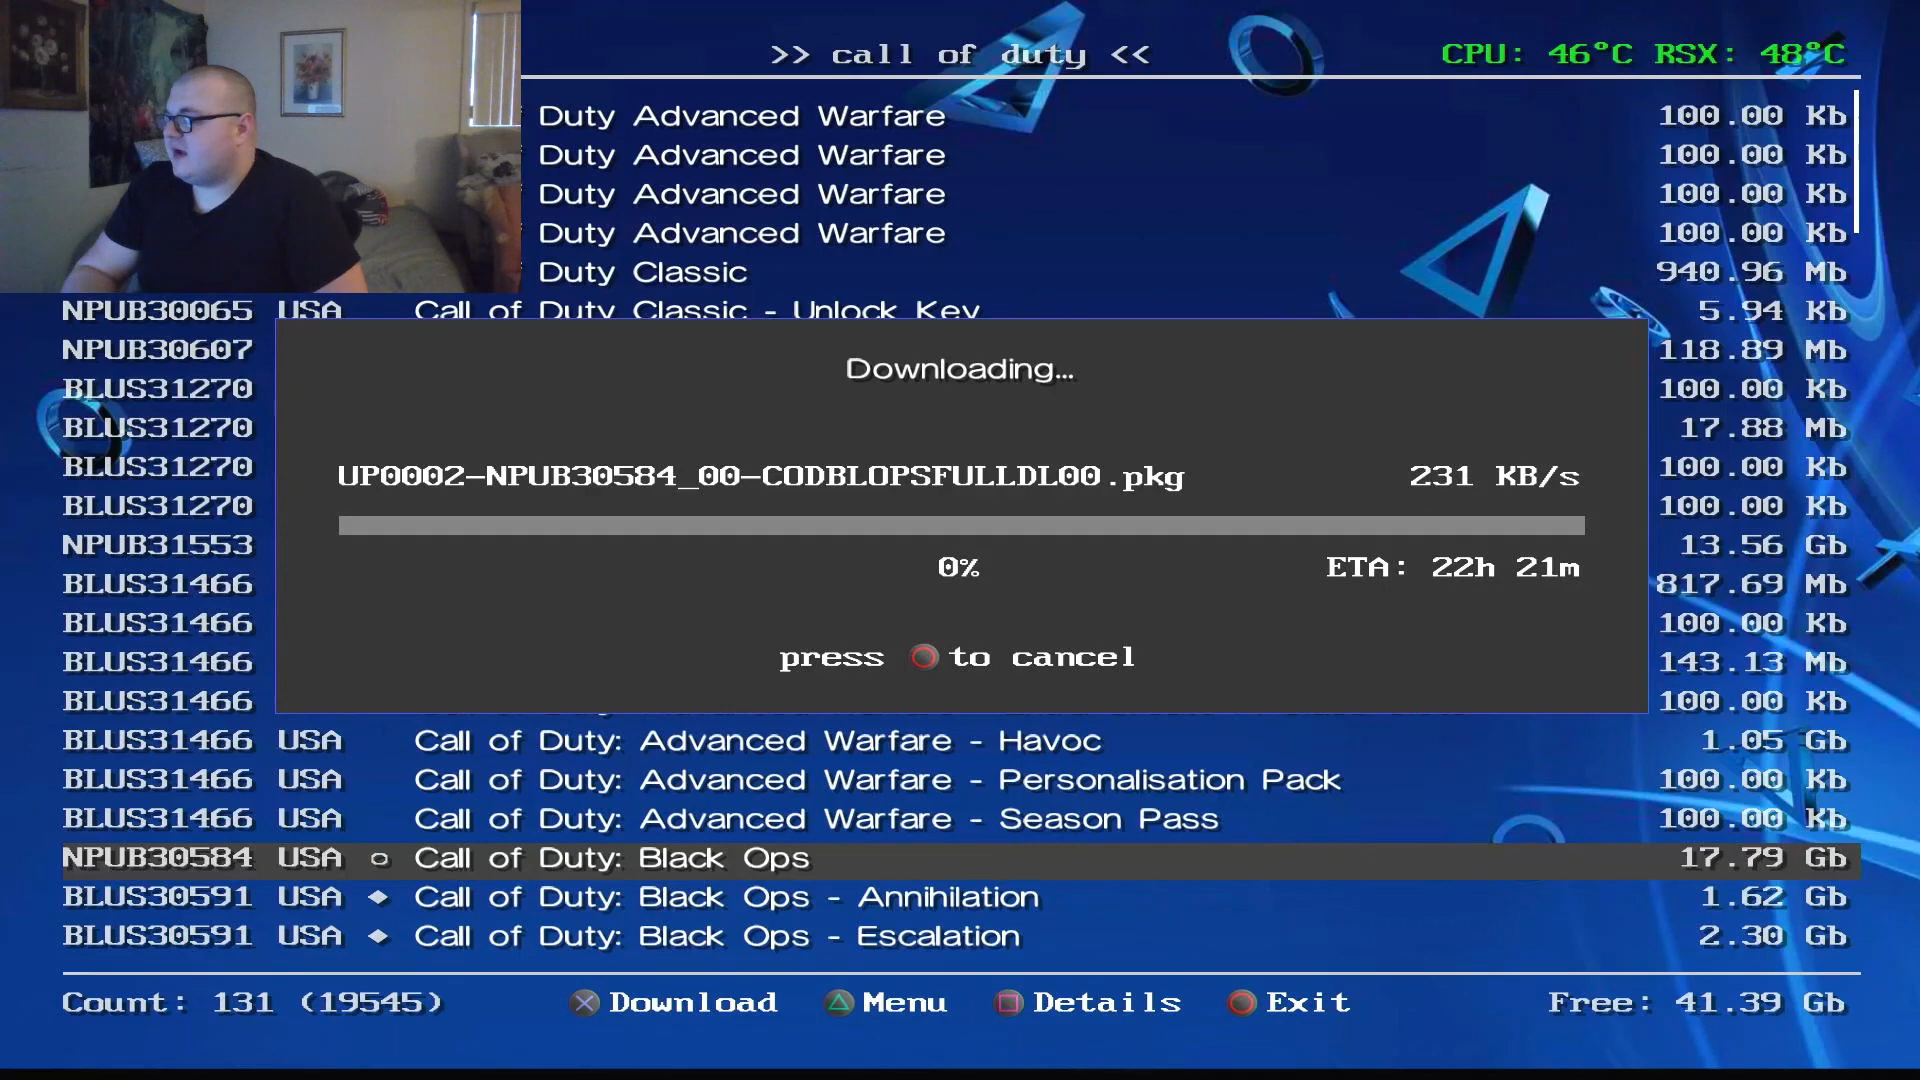 >> call of duty <<
CPU: 46°C RSX: 48°C
Duty Advanced Warfare 100.00 Kb
Duty Advanced Warfare 100.00 Kb
Duty Advanced Warfare 100.00 Kb
Duty Advanced Warfare 100.00 Kb
Duty Classic 940.96 Mb
NPUB30065 USA Call of Duty Classic - Unlock Key 5.94 Kb
NPUB30607 118.89 Mb
BLUS31270 100.00 Kb
BLUS31270 17.88 Mb
BLUS31270 100.00 Kb
BLUS31270 100.00 Kb
NPUB31553 13.56 Gb
BLUS31466 817.69 Mb
BLUS31466 100.00 Kb
BLUS31466 143.13 Mb
BLUS31466 100.00 Kb
Downloading...
UP0002-NPUB30584_00-CODBLOPSFULLDL00.pkg 231 KB/s
0% ETA: 22h 21m
press to cancel
BLUS31466 USA Call of Duty: Advanced Warfare - Havoc 1.05 Gb
BLUS31466 USA Call of Duty: Advanced Warfare - Personalisation Pack 100.00 Kb
BLUS31466 USA Call of Duty: Advanced Warfare - Season Pass 100.00 Kb
NPUB30584 USA Call of Duty: Black Ops 17.79 Gb
BLUS30591 USA Call of Duty: Black Ops - Annihilation 1.62 Gb
BLUS30591 USA Call of Duty: Black Ops - Escalation 2.30 Gb
Count: 131 (19545) Download Menu Details Exit Free: 41.39 Gb